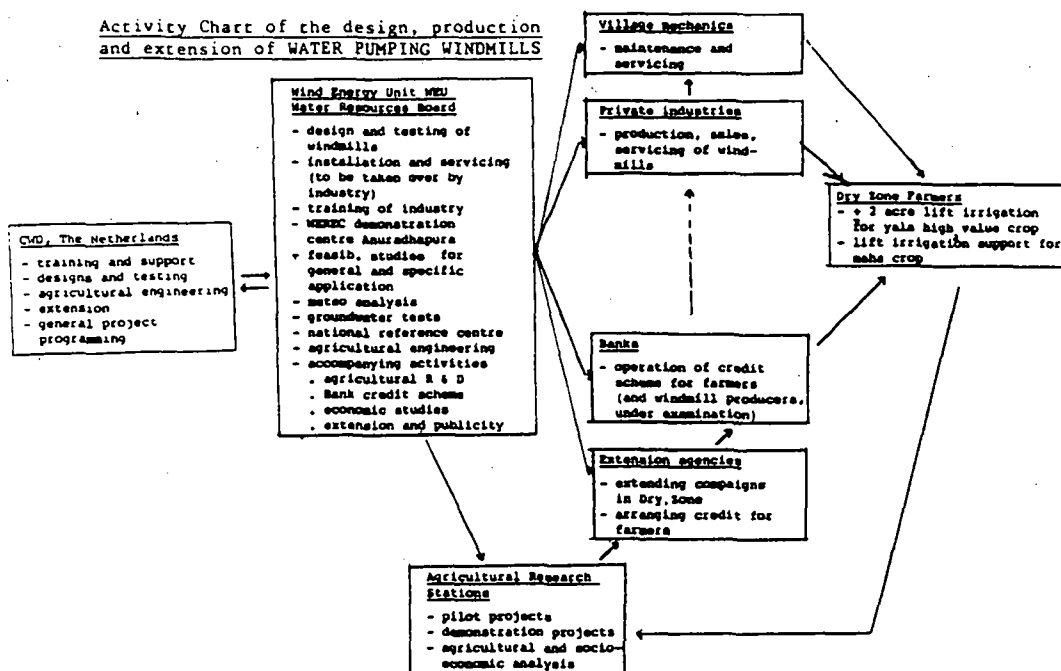 Activity Chart of the design, production
and extension of WATER PUMPING WINDMILLS
CWD, The Netherlands
- training and support
- designs and testing
- agricultural engineering
- extension
- general project
programming
Wind Energy Unit WEU
Water Resources Board
- design and testing of
windmills
- installation and servicing
(to be taken over by
industry)
- training of industry
- WEREC demonstration
centre Anuradhapura
+ feasib. studies for
general and specific
application
- meteo analysis
- groundwater tests
- national reference centre
- agricultural engineering
- accompanying activities
. agricultural R & D
. Bank credit scheme
. economic studies
. extension and publicity
Village mechanics
- maintenance and
servicing
Private industries
- production, sales,
servicing of wind-
mills
Banks
- operation of credit
scheme for farmers
(and windmill producers,
under examination)
Extension agencies
- extending compaigns
in Dry Zone
- arranging credit for
farmers
Dry Zone Farmers
- + 2 acre lift irrigation
for yala high value crop
- lift irrigation support for
maha crop
Agricultural Research
Stations
- pilot projects
- demonstration projects
- agricultural and socio-
economic analysis